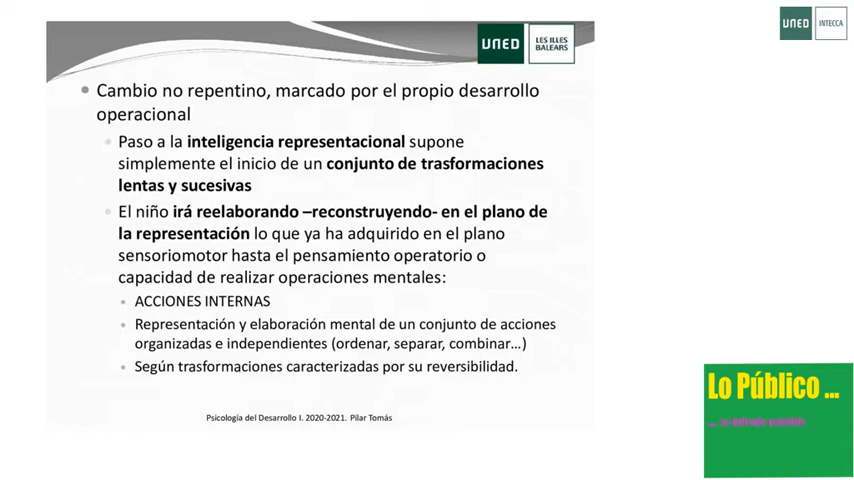 UNED
INTECCA
UNED
LES ILLES
BALEARS
Cambio no repentino, marcado por el propio desarrollo
operacional
Paso a la inteligencia representacional supone
simplemente el inicio de un conjunto de trasformaciones
lentas y sucesivas
El niño irá reelaborando –reconstruyendo- en el plano de
la representación lo que ya ha adquirido en el plano
sensoriomotor hasta el pensamiento operatorio o
capacidad de realizar operaciones mentales:
ACCIONES INTERNAS
Representación y elaboración mental de un conjunto de acciones
organizadas e independientes (ordenar, separar, combinar...)
Según trasformaciones caracterizadas por su reversibilidad.
Psicología del Desarrollo I. 2020-2021. Pilar Tomás
Lo Público ...